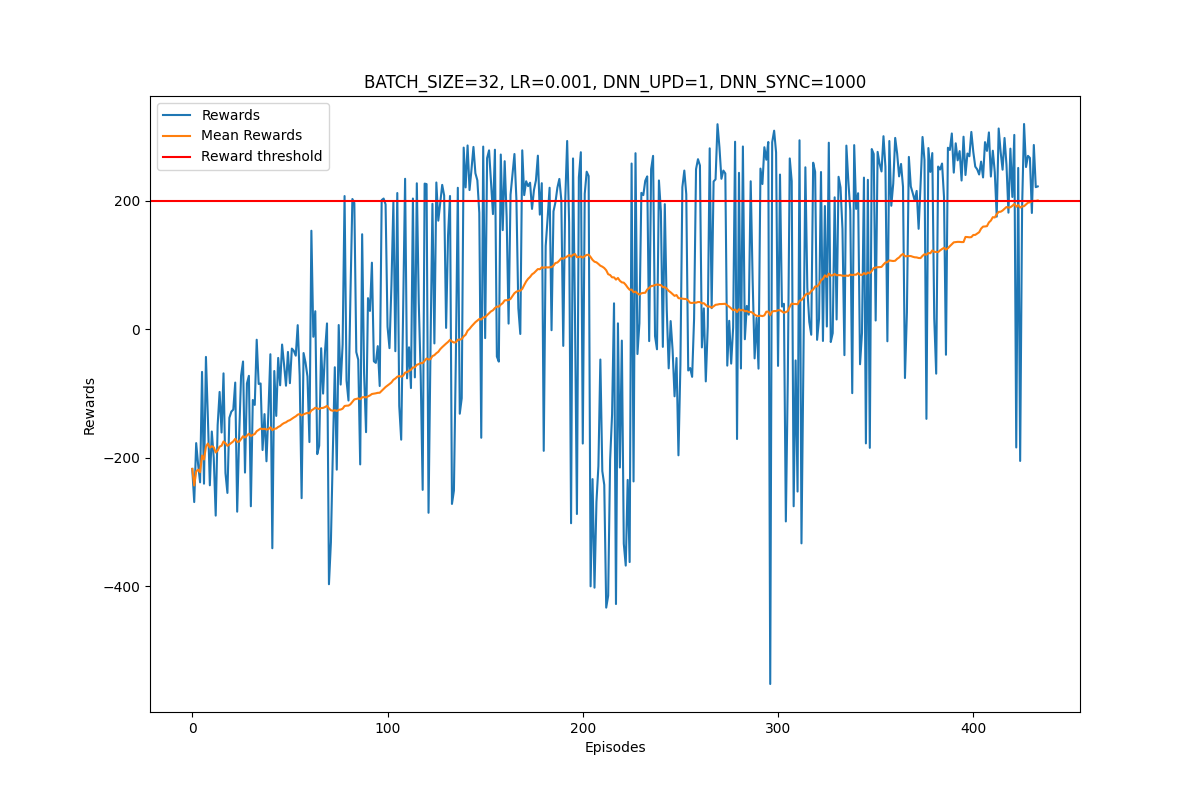 BATCH_SIZE=32, LR=0.001, DNN_UPD=1, DNN_SYNC=1000
Rewards
Mean Rewards
Reward threshold
200
0
−200
−400
Rewards
0
100
200
300
400
Episodes